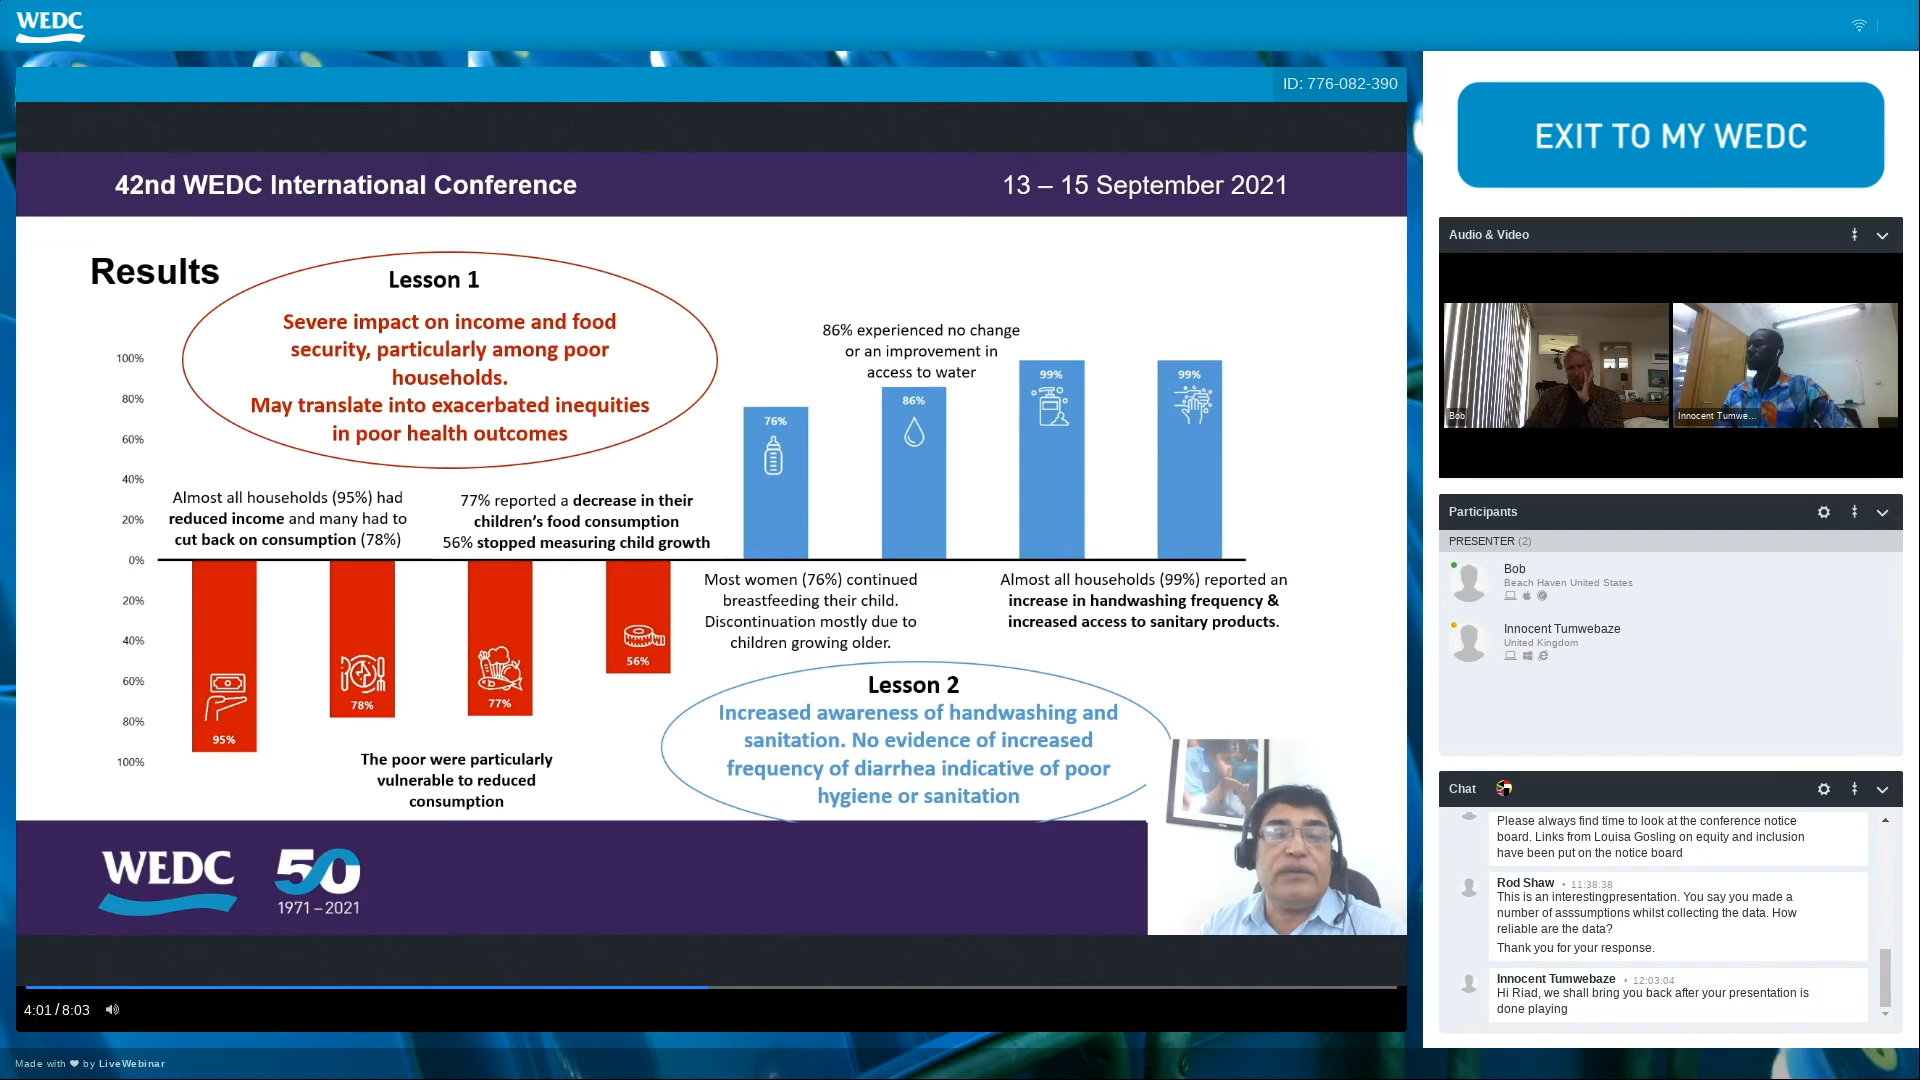 WEDC
ID: 776-082-390
42nd WEDC International Conference
13 – 15 September 2021
Results
Lesson 1
Severe impact on income and food
security, particularly among poor
households.
May translate into exacerbated inequities
in poor health outcomes
86% experienced no change
or an improvement in
access to water
100%
80%
60%
40%
20%
0%
20%
40%
60%
80%
100%
Almost all households (95%) had
reduced income and many had to
cut back on consumption (78%)
77% reported a decrease in their
children's food consumption
56% stopped measuring child growth
76%
86%
99%
99%
95%
78%
77%
56%
Most women (76%) continued
breastfeeding their child.
Discontinuation mostly due to
children growing older.
Almost all households (99%) reported an
increase in handwashing frequency &
increased access to sanitary products.
The poor were particularly
vulnerable to reduced
consumption
Lesson 2
Increased awareness of handwashing and
sanitation. No evidence of increased
frequency of diarrhea indicative of poor
hygiene or sanitation
WEDC
50
1971 – 2021
4:01 / 8:03
Made with ❤ by LiveWebinar
EXIT TO MY WEDC
Audio & Video
Bob
Innocent Tumwe...
Participants
PRESENTER (2)
Bob
Beach Haven United States
Innocent Tumwebaze
United Kingdom
Chat
Please always find time to look at the conference notice
board. Links from Louisa Gosling on equity and inclusion
have been put on the notice board
Rod Shaw • 11:38:38
This is an interestingpresentation. You say you made a
number of asssumptions whilst collecting the data. How
reliable are the data?
Thank you for your response.
Innocent Tumwebaze • 12:03:04
Hi Riad, we shall bring you back after your presentation is
done playing